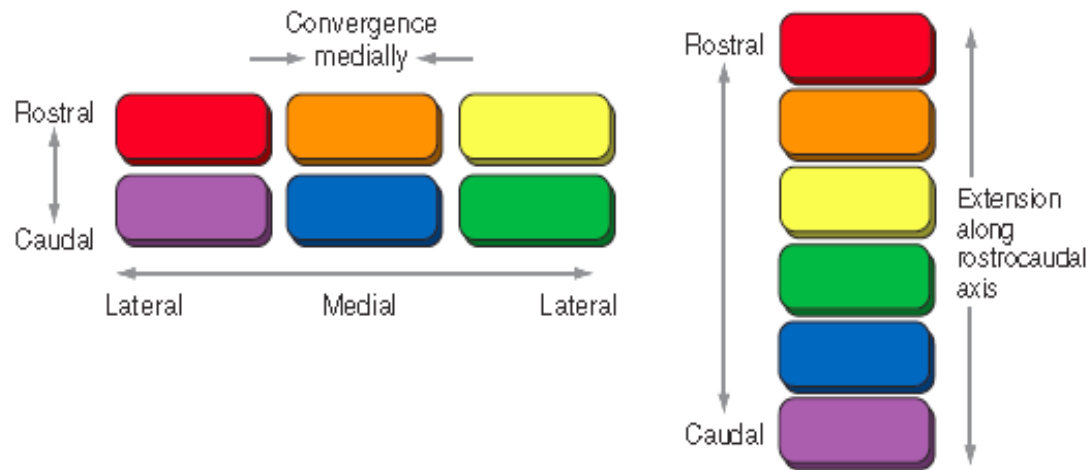 Convergence
medially
Rostral
Caudal
Lateral
Medial
Lateral
Rostral
Caudal
Extension
along
rostrocaudal
axis